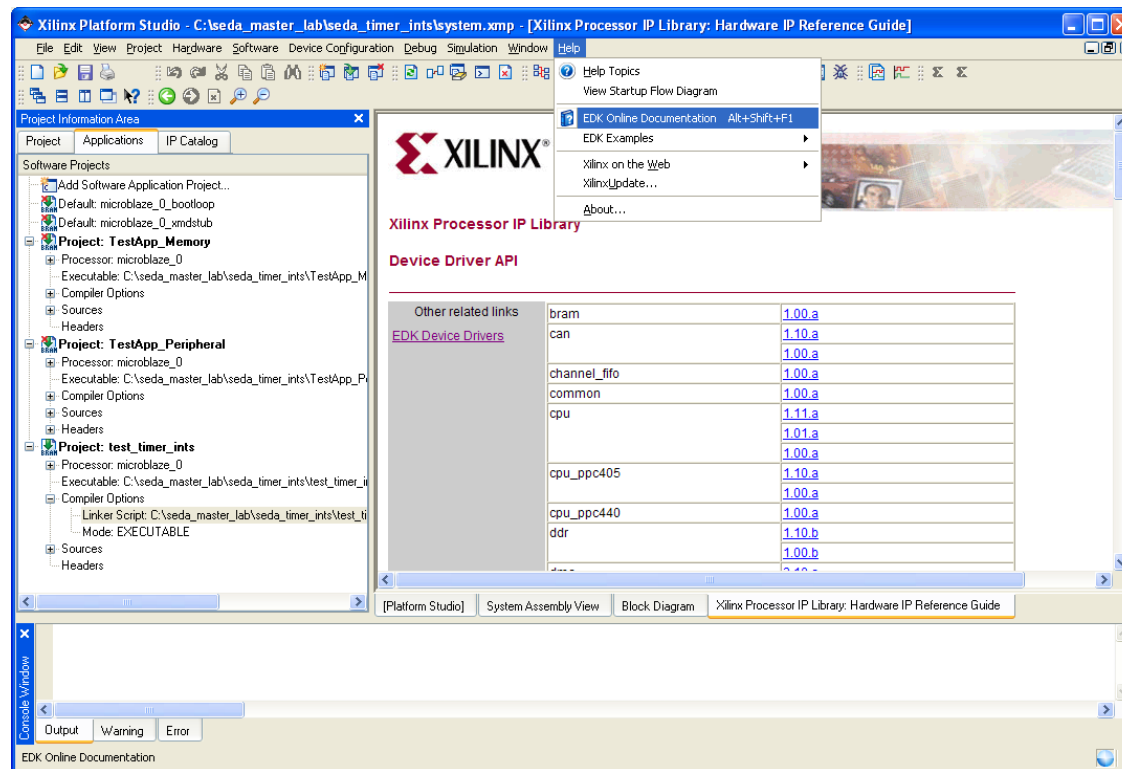 Xilinx Platform Studio - C:\seda_master_lab\seda_timer_ints\system.xmp - [Xilinx Processor IP Library: Hardware IP Reference Guide]
File Edit View Project Hardware Software Device Configuration Debug Simulation Window Help
Help Topics
View Startup Flow Diagram
EDK Online Documentation Alt+Shift+F1
EDK Examples
Xilinx on the Web
XilinxUpdate...
About...
Project Information Area
Project Applications IP Catalog
Software Projects
Add Software Application Project...
Default: microblaze_0_bootloop
Default: microblaze_0_xmdstub
Project: TestApp_Memory
Processor: microblaze_0
Executable: C:\seda_master_lab\seda_timer_ints\TestApp_M
Compiler Options
Sources
Headers
Project: TestApp_Peripheral
Processor: microblaze_0
Executable: C:\seda_master_lab\seda_timer_ints\TestApp_P
Compiler Options
Sources
Headers
Project: test_timer_ints
Processor: microblaze_0
Executable: C:\seda_master_lab\seda_timer_ints\test_timer_i
Compiler Options
Linker Script: C:\seda_master_lab\seda_timer_ints\test_ti
Mode: EXECUTABLE
Sources
Headers
XILINX®
Xilinx Processor IP Library
Device Driver API
Other related links
EDK Device Drivers
bram 1.00.a
can 1.10.a
1.00.a
channel_fifo 1.00.a
common 1.00.a
cpu 1.11.a
1.01.a
1.00.a
cpu_ppc405 1.10.a
1.00.a
cpu_ppc440 1.00.a
ddr 1.10.b
1.00.b
[Platform Studio] System Assembly View Block Diagram Xilinx Processor IP Library: Hardware IP Reference Guide
Console Window
Output Warning Error
EDK Online Documentation